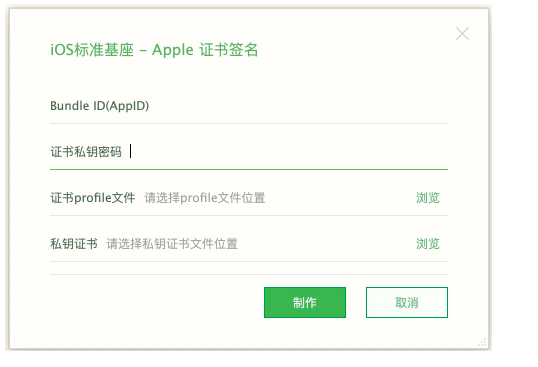 iOS标准基座 - Apple 证书签名
Bundle ID(AppID)
证书私钥密码
证书profile文件 请选择profile文件位置 浏览
私钥证书 请选择私钥证书文件位置 浏览
制作 取消